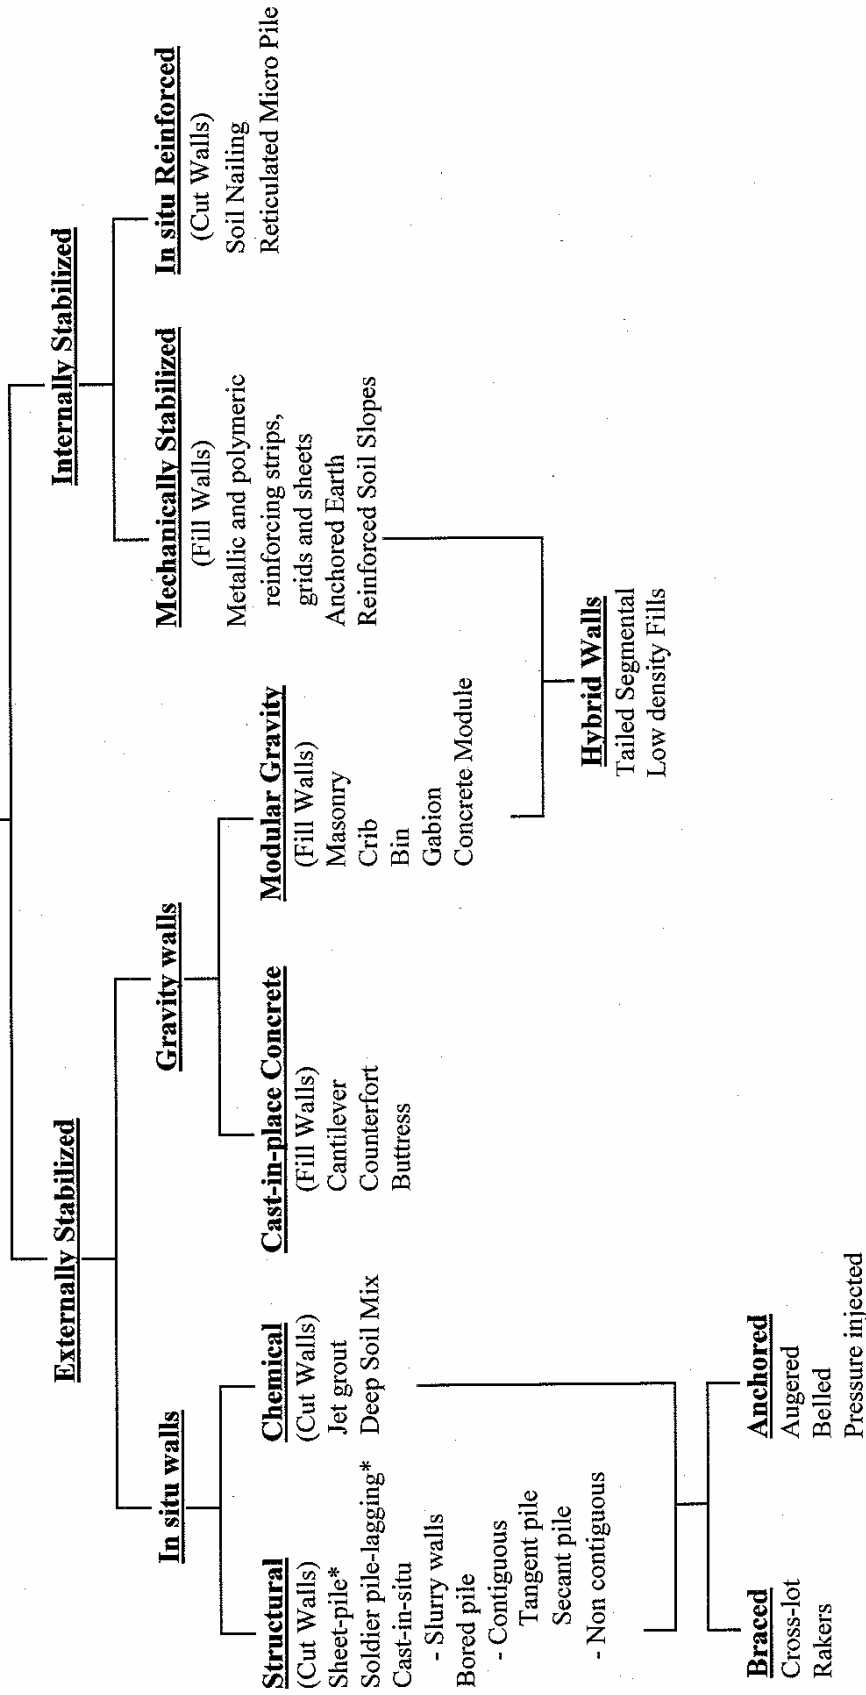 Externally Stabilized
Internally Stabilized
In situ walls
Gravity walls
Structural
(Cut Walls)
Sheet-pile*
Soldier pile-lagging*
Cast-in-situ
- Slurry walls
Bored pile
- Contiguous
Tangent pile
Secant pile
- Non contiguous
Chemical
(Cut Walls)
Jet grout
Deep Soil Mix
Braced
Cross-lot
Rakers
Anchored
Augered
Belled
Pressure injected
Cast-in-place Concrete
(Fill Walls)
Cantilever
Counterfort
Buttress
Modular Gravity
(Fill Walls)
Masonry
Crib
Bin
Gabion
Concrete Module
Mechanically Stabilized
(Fill Walls)
Metallic and polymeric
reinforcing strips,
grids and sheets
Anchored Earth
Reinforced Soil Slopes
Hybrid Walls
Tailed Segmental
Low density Fills
In situ Reinforced
(Cut Walls)
Soil Nailing
Reticulated Micro Pile